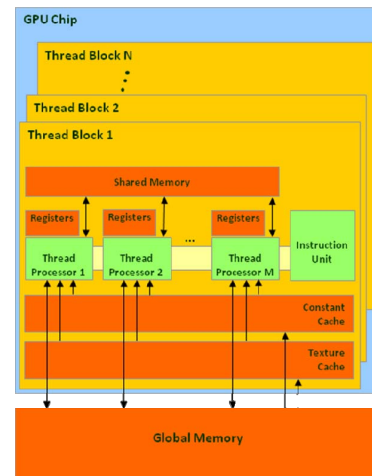 GPU Chip
Thread Block N
Thread Block 2
Thread Block 1
Shared Memory
Registers
Registers
Registers
Thread
Processor 1
Thread
Processor 2
...
Thread
Processor M
Instruction
Unit
Constant
Cache
Texture
Cache
Global Memory